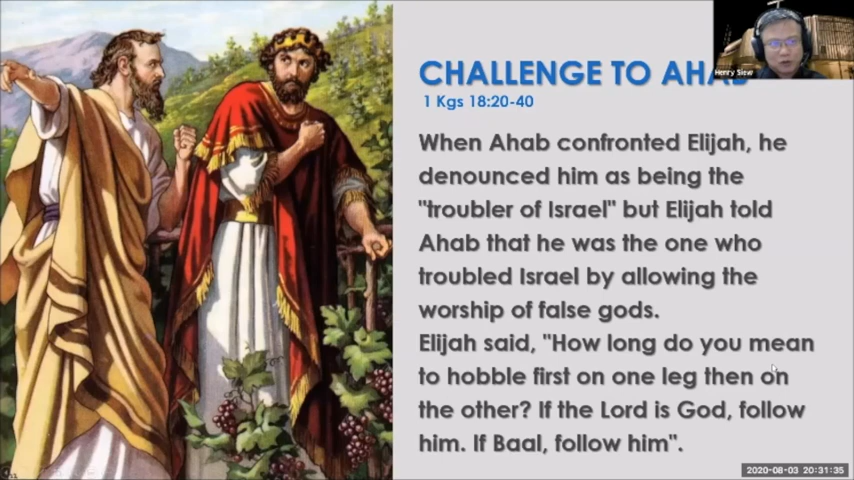 Henry Siew
CHALLENGE TO AHAB
1 Kgs 18:20-40
When Ahab confronted Elijah, he
denounced him as being the
"troubler of Israel" but Elijah told
Ahab that he was the one who
troubled Israel by allowing the
worship of false gods.
Elijah said, "How long do you mean
to hobble first on one leg then on
the other? If the Lord is God, follow
him. If Baal, follow him".
2020-08-03 20:31:35